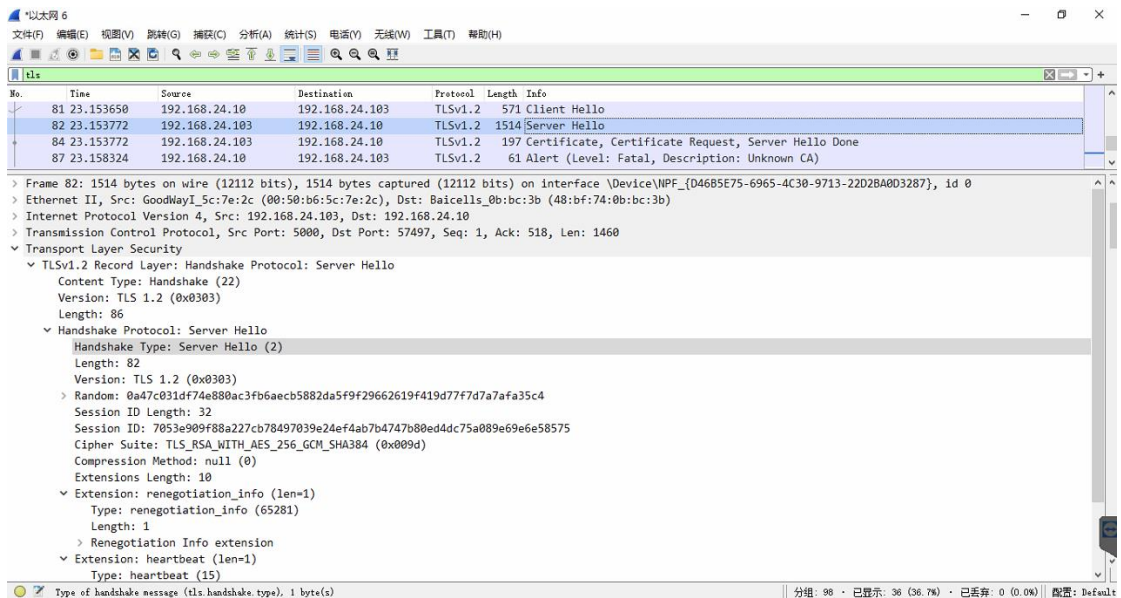 *以太网 6
文件(F) 编辑(E) 视图(V) 跳转(G) 捕获(C) 分析(A) 统计(S) 电话(Y) 无线(W) 工具(T) 帮助(H)
tls
No. Time Source Destination Protocol Length Info
81 23.153650 192.168.24.10 192.168.24.103 TLSv1.2 571 Client Hello
82 23.153772 192.168.24.103 192.168.24.10 TLSv1.2 1514 Server Hello
84 23.153772 192.168.24.103 192.168.24.10 TLSv1.2 197 Certificate, Certificate Request, Server Hello Done
87 23.158324 192.168.24.10 192.168.24.103 TLSv1.2 61 Alert (Level: Fatal, Description: Unknown CA)
Frame 82: 1514 bytes on wire (12112 bits), 1514 bytes captured (12112 bits) on interface \Device\NPF_{D46B5E75-6965-4C30-9713-22D2BA0D3287}, id 0
Ethernet II, Src: GoodWayI_5c:7e:2c (00:50:b6:5c:7e:2c), Dst: Baicells_0b:bc:3b (48:bf:74:0b:bc:3b)
Internet Protocol Version 4, Src: 192.168.24.103, Dst: 192.168.24.10
Transmission Control Protocol, Src Port: 5000, Dst Port: 57497, Seq: 1, Ack: 518, Len: 1460
Transport Layer Security
TLSv1.2 Record Layer: Handshake Protocol: Server Hello
Content Type: Handshake (22)
Version: TLS 1.2 (0x0303)
Length: 86
Handshake Protocol: Server Hello
Handshake Type: Server Hello (2)
Length: 82
Version: TLS 1.2 (0x0303)
Random: 0a47c031df74e880ac3fb6aecb5882da5f9f29662619f419d77f7d7a7afa35c4
Session ID Length: 32
Session ID: 7053e909f88a227cb78497039e24ef4ab7b4747b80ed4dc75a089e69e6e58575
Cipher Suite: TLS_RSA_WITH_AES_256_GCM_SHA384 (0x009d)
Compression Method: null (0)
Extensions Length: 10
Extension: renegotiation_info (len=1)
Type: renegotiation_info (65281)
Length: 1
Renegotiation Info extension
Extension: heartbeat (len=1)
Type: heartbeat (15)
Type of handshake message (tls.handshake.type), 1 byte(s) 分组: 98 · 已显示: 36 (36.7%) · 已丢弃: 0 (0.0%) 配置: Default